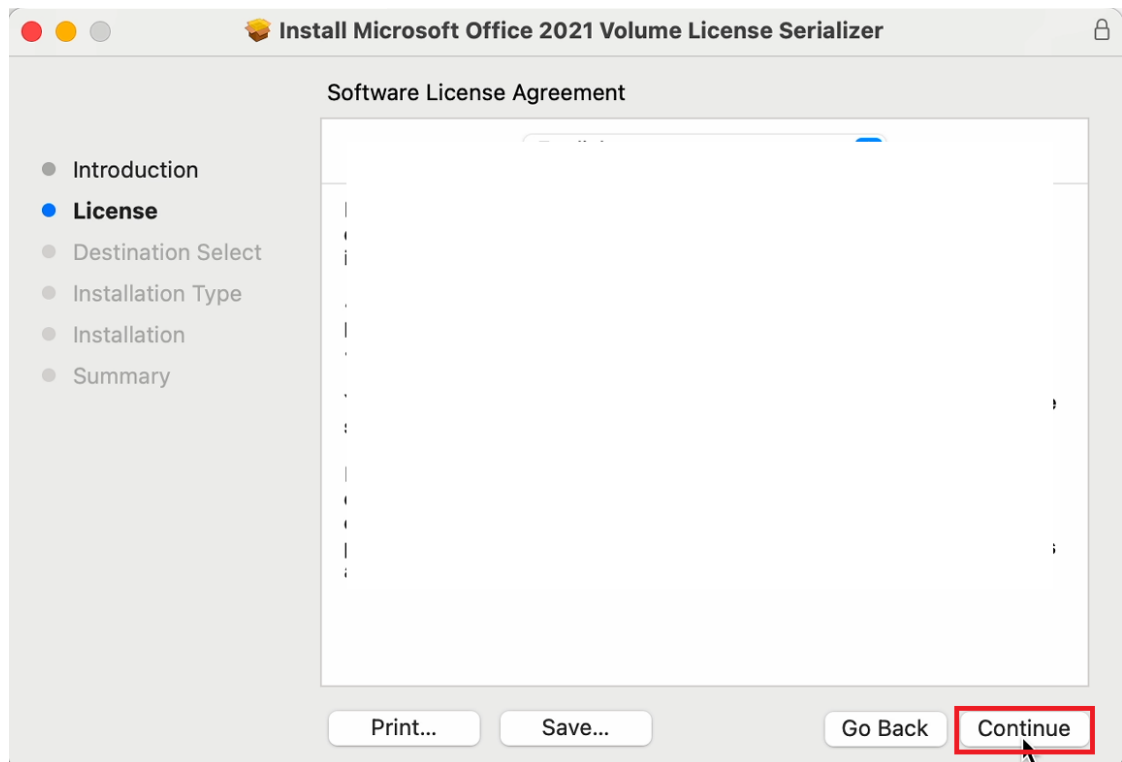 Install Microsoft Office 2021 Volume License Serializer
Software License Agreement
Introduction
License
Destination Select
Installation Type
Installation
Summary
Print...
Save...
Go Back
Continue